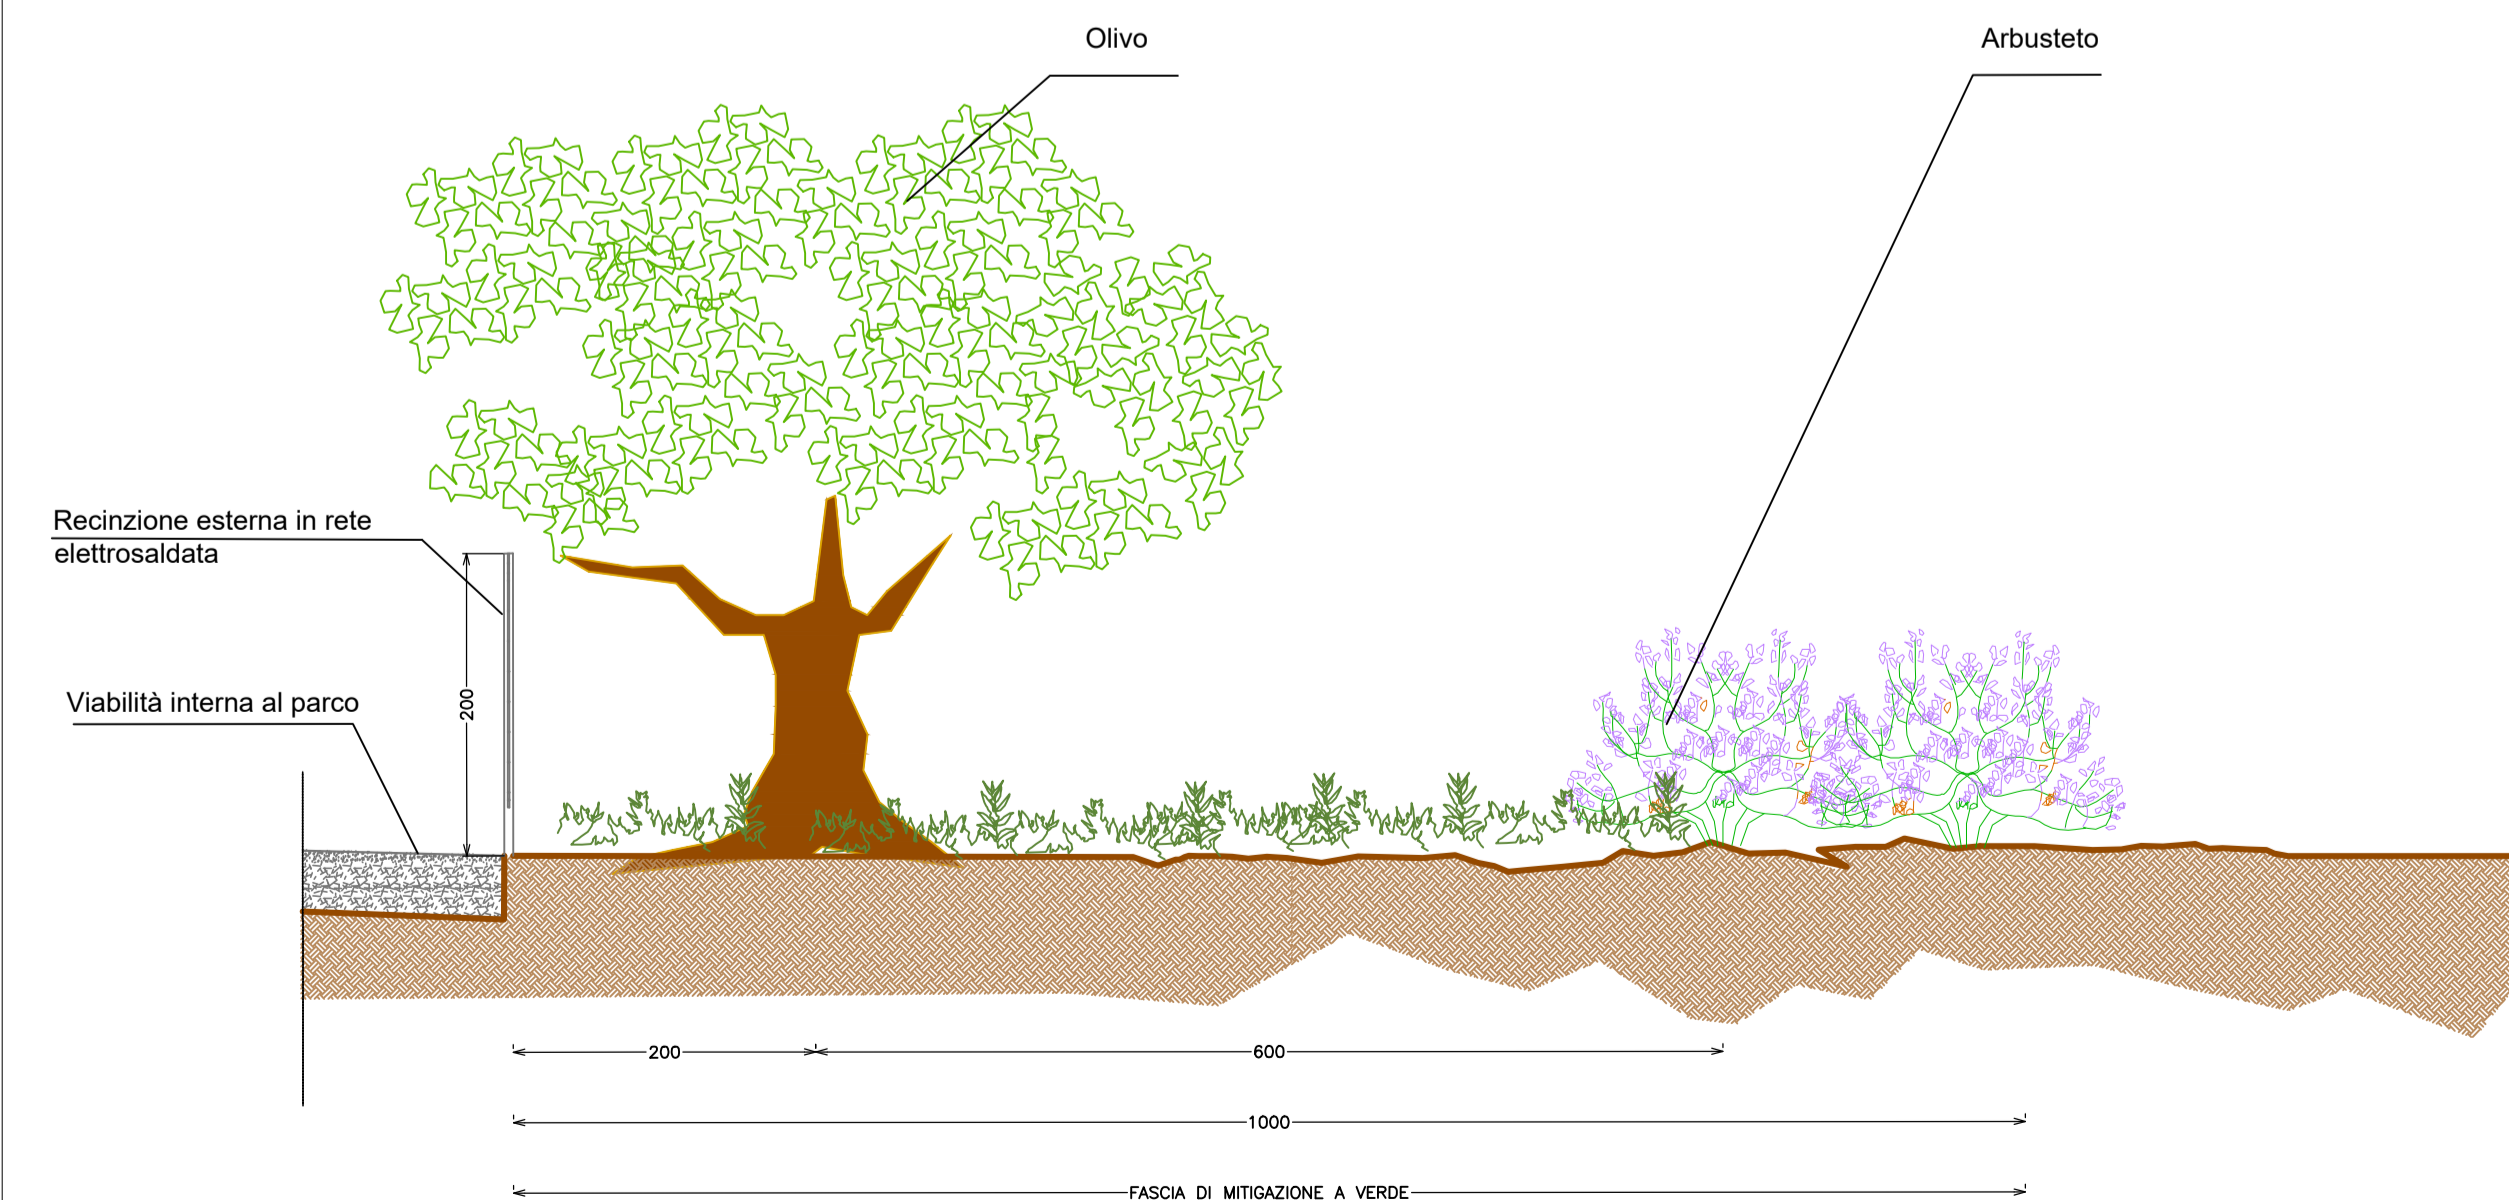 Olivo
Arbusteto
Recinzione esterna in rete
elettrosaldata
Viabilità interna al parco
200
200
600
1000
FASCIA DI MITIGAZIONE A VERDE